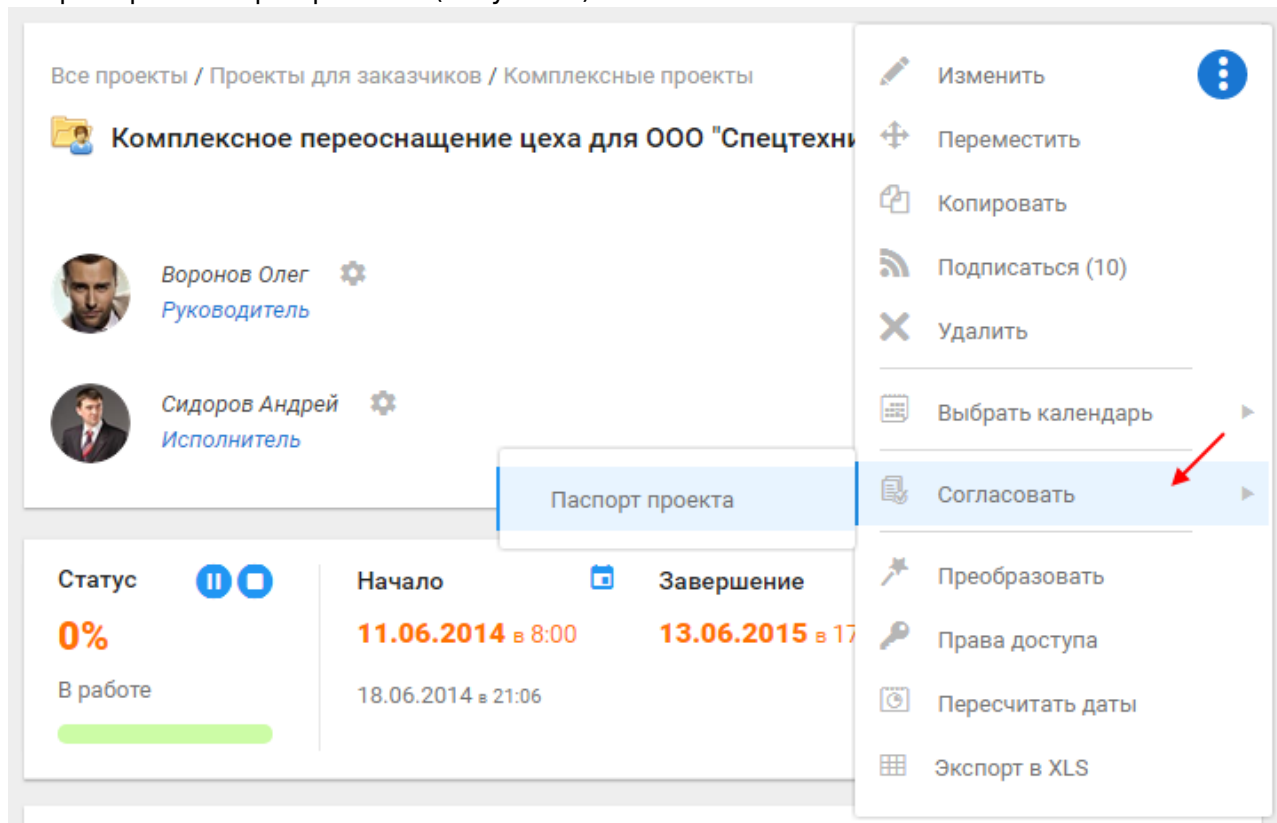 Все проекты / Проекты для заказчиков / Комплексные проекты
Комплексное переоснащение цеха для ООО "Спецтехни
Воронов Олег
Руководитель
Сидоров Андрей
Исполнитель
Изменить
Переместить
Копировать
Подписаться (10)
Удалить
Выбрать календарь
Согласовать
Паспорт проекта
Преобразовать
Права доступа
Пересчитать даты
Экспорт в XLS
Статус
0%
В работе
Начало
11.06.2014 в 8:00
18.06.2014 в 21:06
Завершение
13.06.2015 в 17